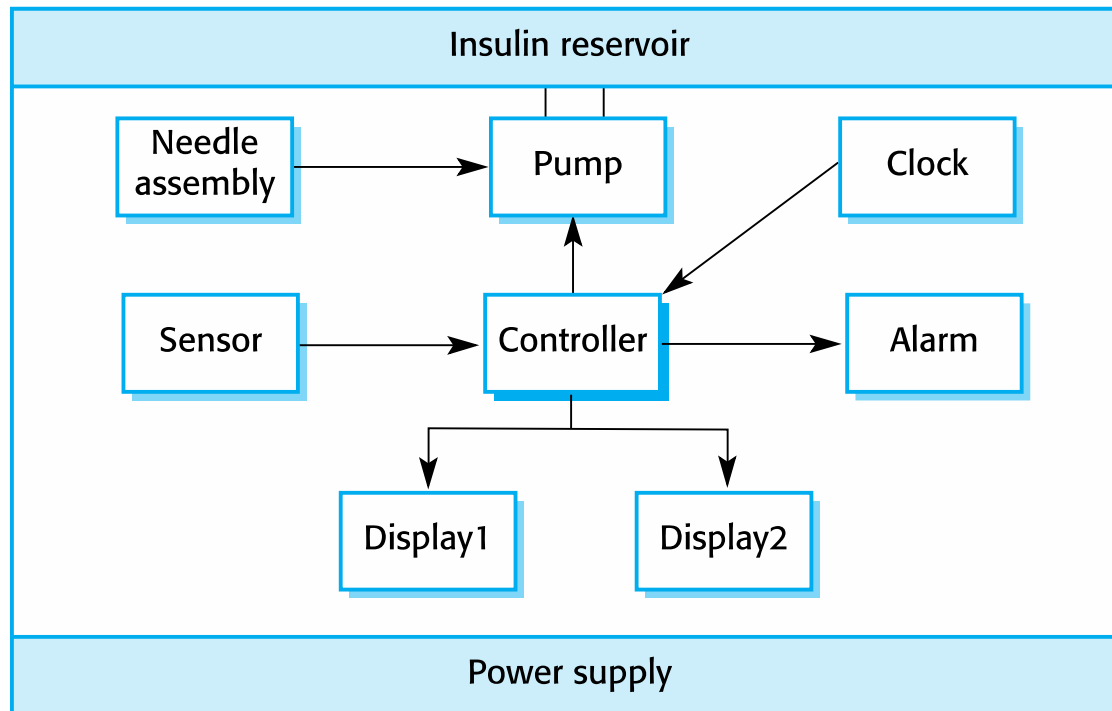 Insulin reservoir
Needle
assembly
Pump
Clock
Sensor
Controller
Alarm
Display1
Display2
Power supply